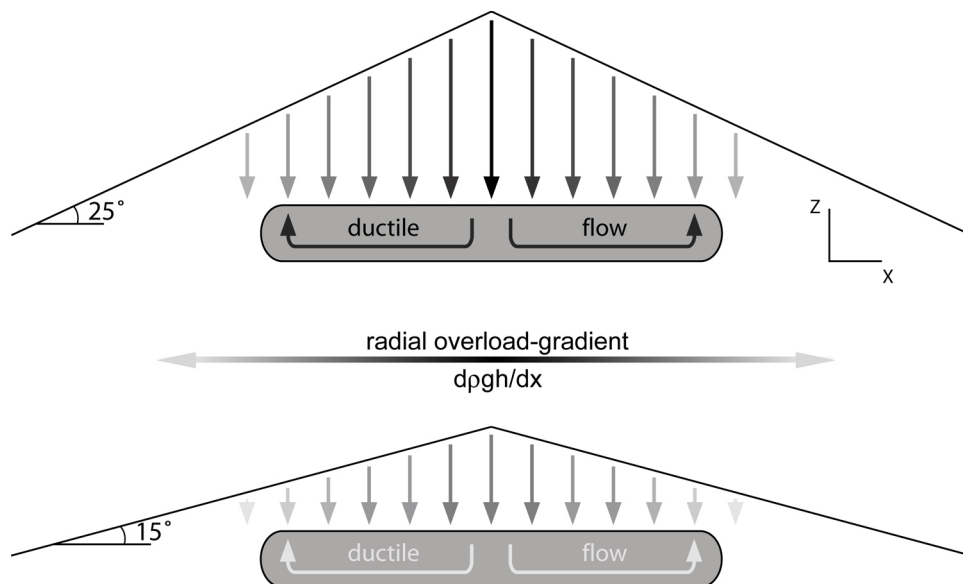 25°
Z
ductile flow
X
radial overload-gradient
dρgh/dx
15°
ductile flow